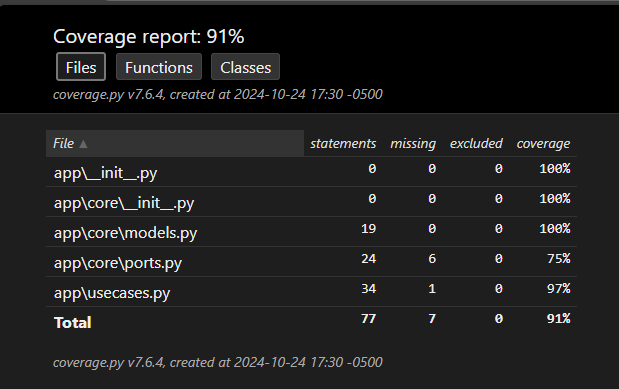 Coverage report: 91%
Files Functions Classes
coverage.py v7.6.4, created at 2024-10-24 17:30 -0500
File ▲ statements missing excluded coverage
app\__init__.py 0 0 0 100%
app\core\__init__.py 0 0 0 100%
app\core\models.py 19 0 0 100%
app\core\ports.py 24 6 0 75%
app\usecases.py 34 1 0 97%
Total 77 7 0 91%
coverage.py v7.6.4, created at 2024-10-24 17:30 -0500